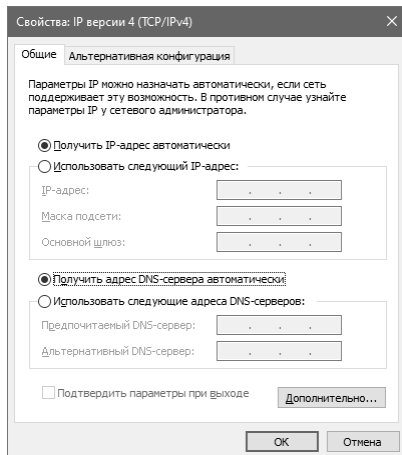 Свойства: IP версии 4 (TCP/IPv4)
Общие Альтернативная конфигурация
Параметры IP можно назначать автоматически, если сеть
поддерживает эту возможность. В противном случае узнайте
параметры IP у сетевого администратора.
Получить IP-адрес автоматически
Использовать следующий IP-адрес:
IP-адрес:
Маска подсети:
Основной шлюз:
Получить адрес DNS-сервера автоматически
Использовать следующие адреса DNS-серверов:
Предпочитаемый DNS-сервер:
Альтернативный DNS-сервер:
Подтвердить параметры при выходе
Дополнительно...
ОК Отмена